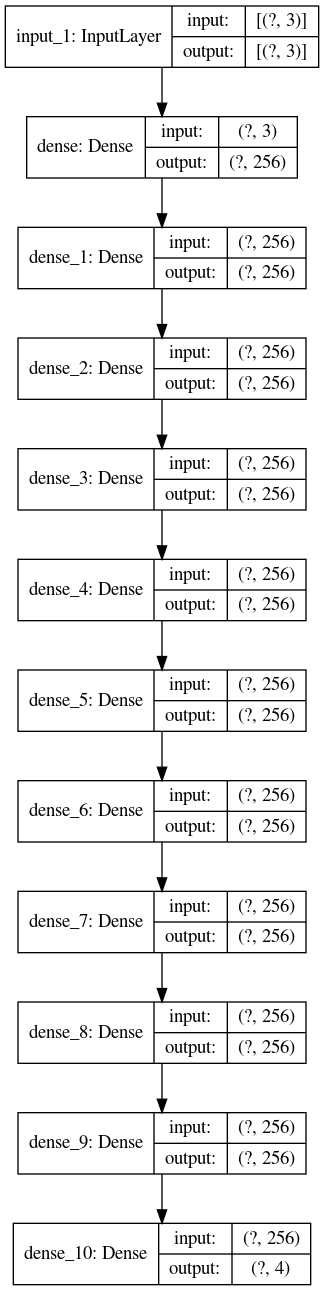 input_1: InputLayer
input: [(?, 3)]
output: [(?, 3)]
dense: Dense
input: (?, 3)
output: (?, 256)
dense_1: Dense
input: (?, 256)
output: (?, 256)
dense_2: Dense
input: (?, 256)
output: (?, 256)
dense_3: Dense
input: (?, 256)
output: (?, 256)
dense_4: Dense
input: (?, 256)
output: (?, 256)
dense_5: Dense
input: (?, 256)
output: (?, 256)
dense_6: Dense
input: (?, 256)
output: (?, 256)
dense_7: Dense
input: (?, 256)
output: (?, 256)
dense_8: Dense
input: (?, 256)
output: (?, 256)
dense_9: Dense
input: (?, 256)
output: (?, 256)
dense_10: Dense
input: (?, 256)
output: (?, 4)